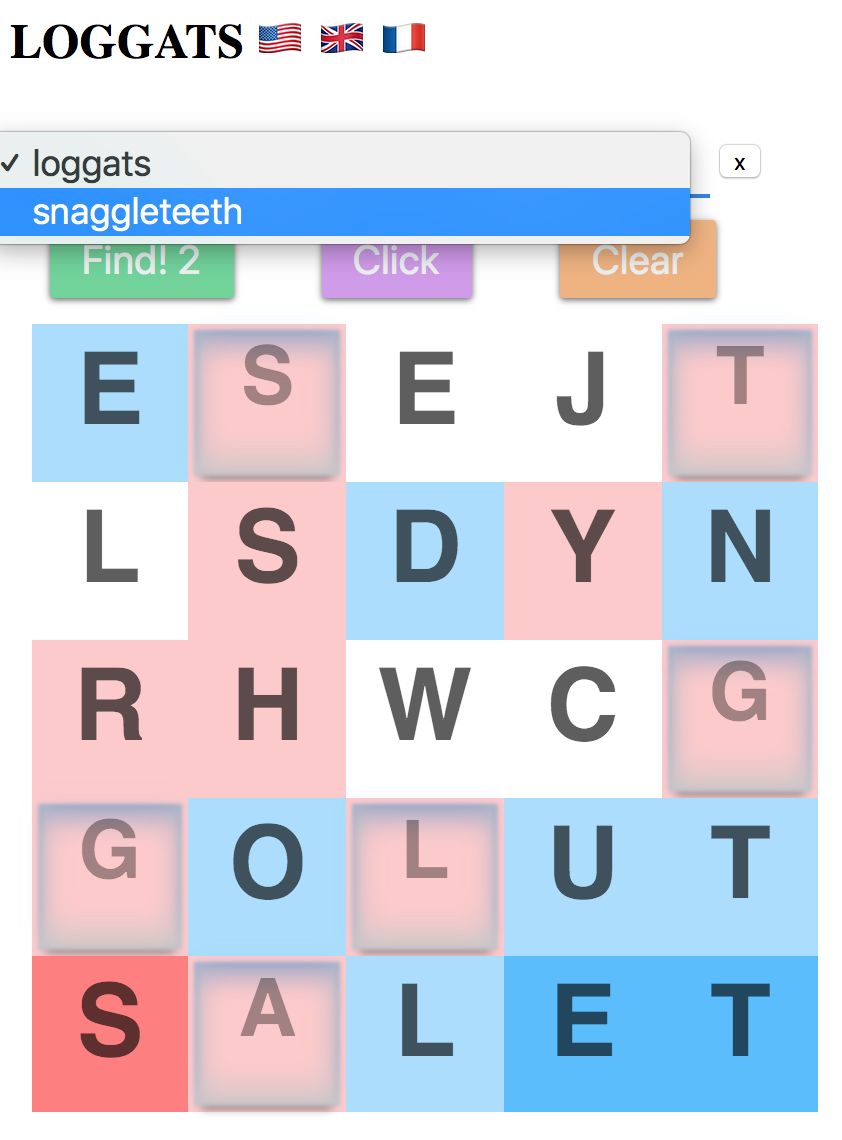 LOGGATS 🇺🇸 🇬🇧 🇫🇷
✓ loggats
x
snaggleteeth
Find! 2 Click Clear
E S E J T
L S D Y N
R H W C G
G O L U T
S A L E T